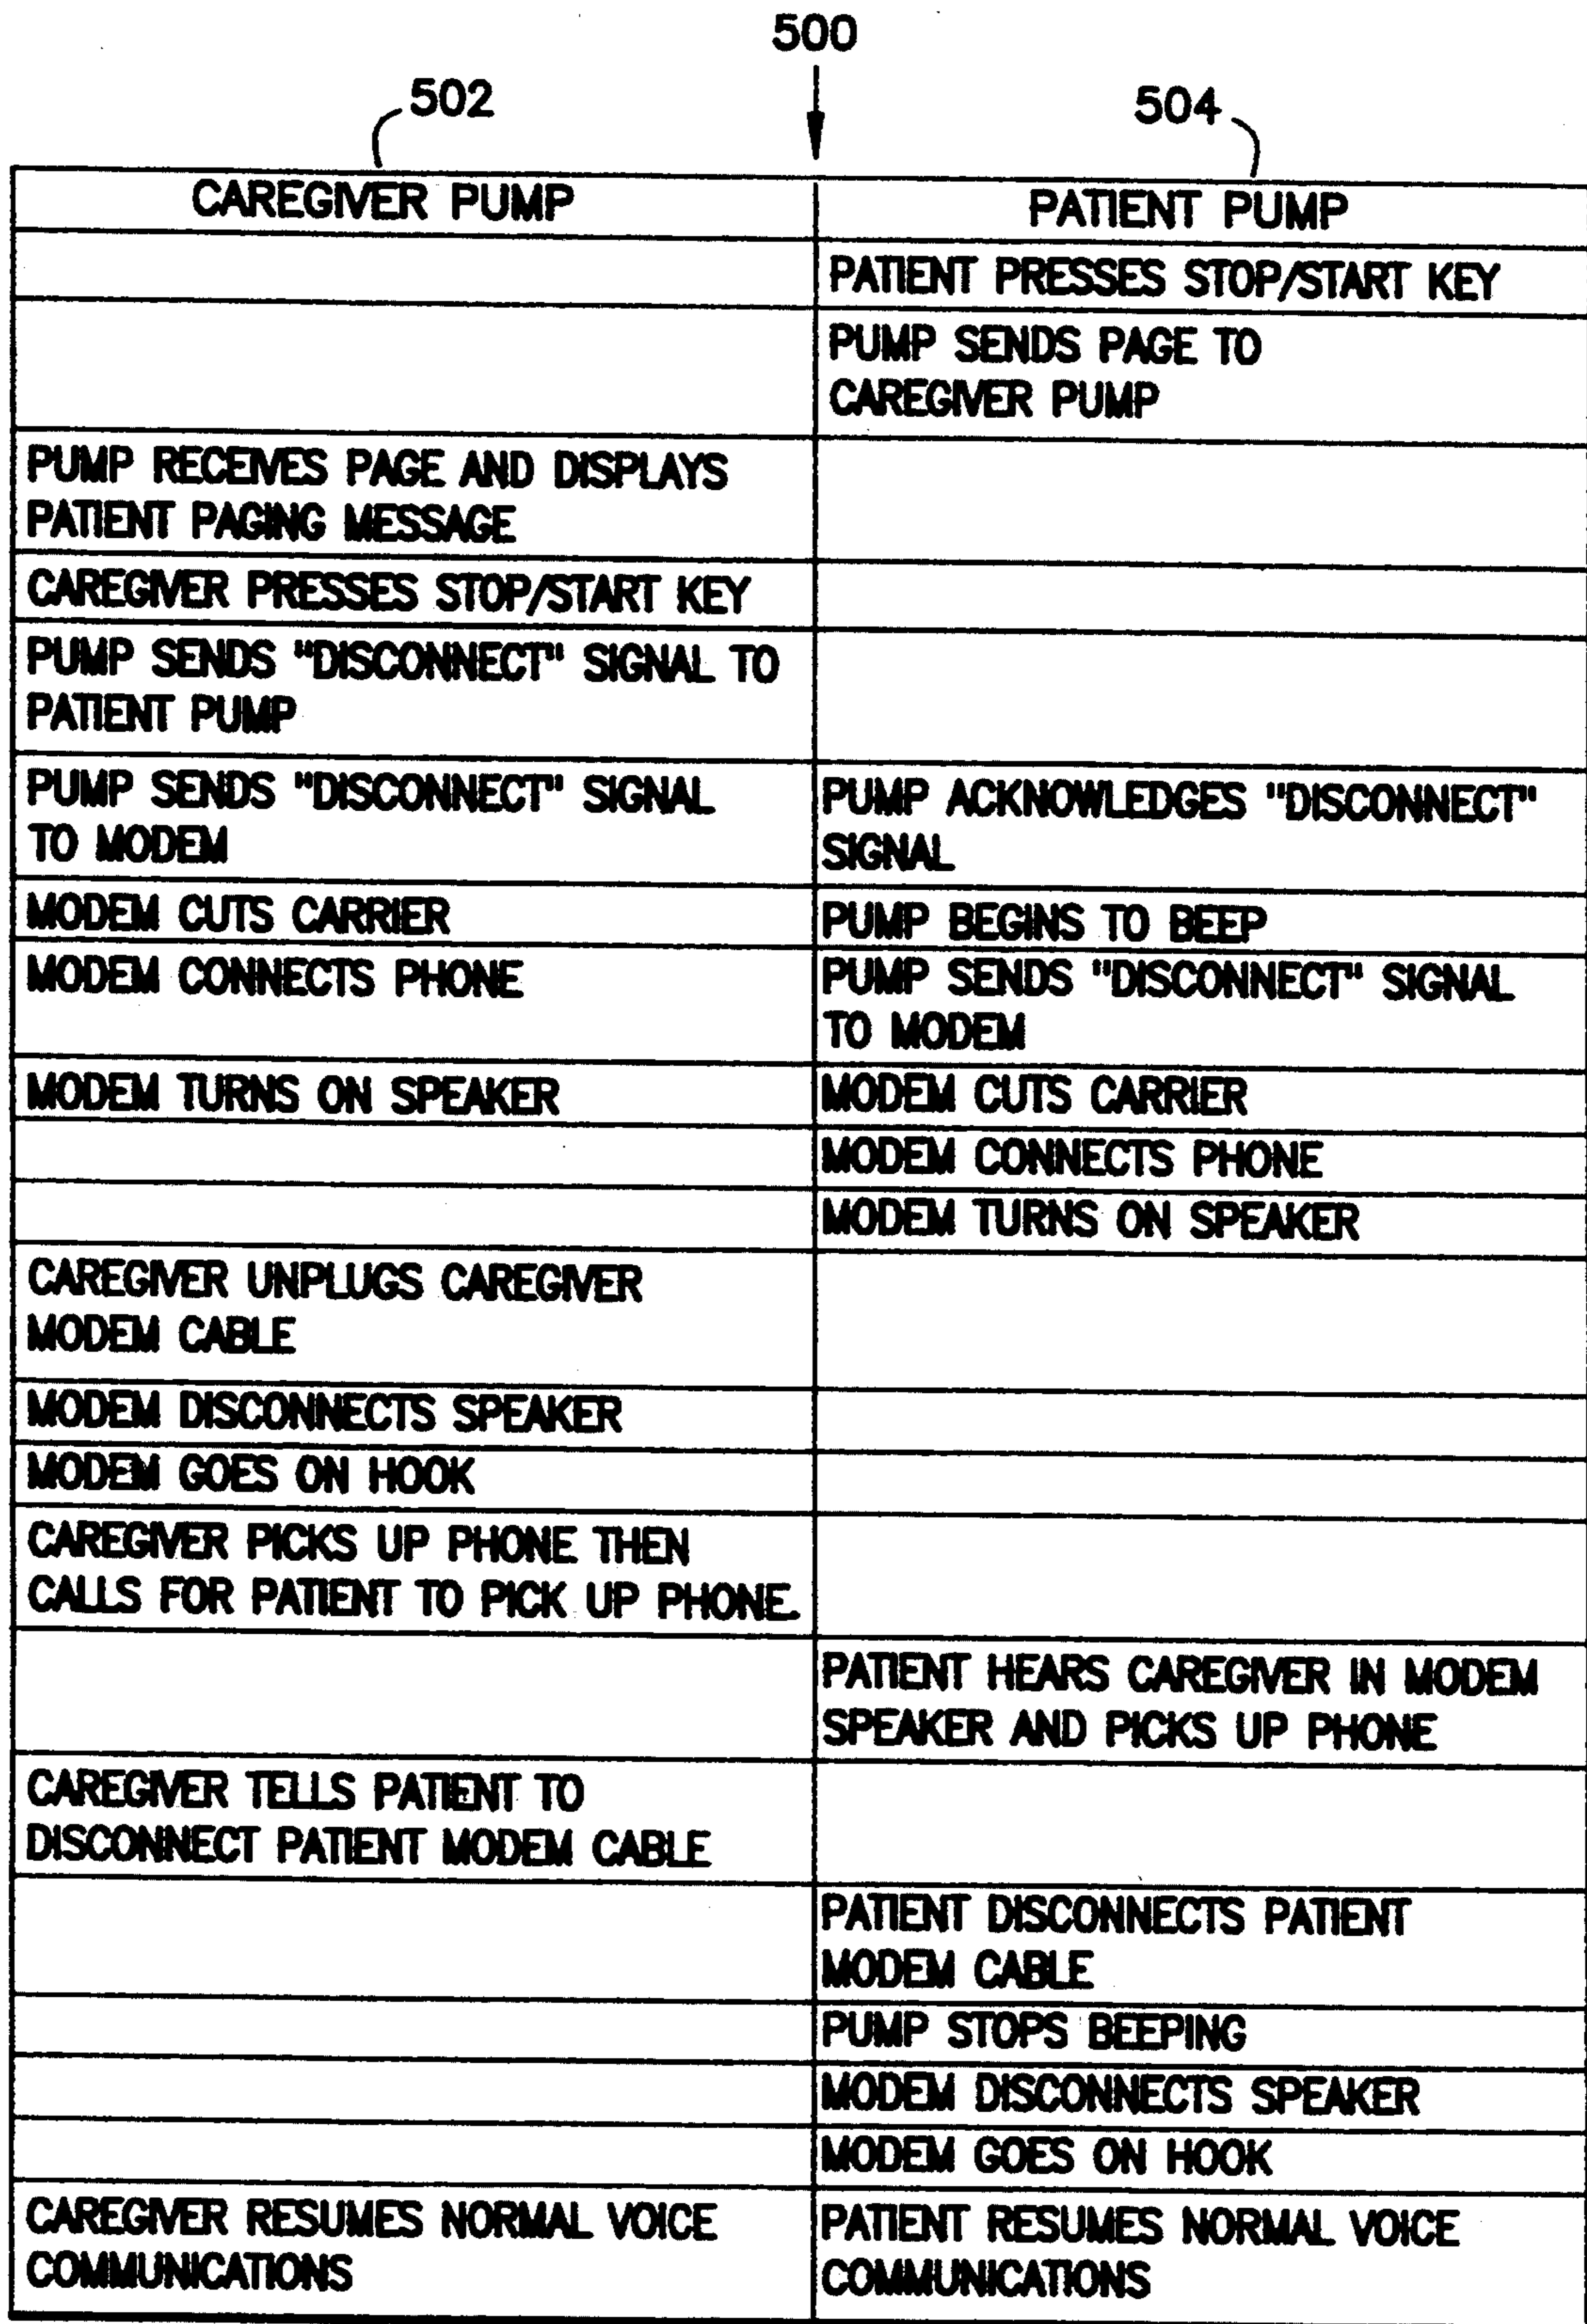 500
502
504
CAREGIVER PUMP
PATIENT PUMP
PATIENT PRESSES STOP/START KEY
PUMP SENDS PAGE TO
CAREGIVER PUMP
PUMP RECEIVES PAGE AND DISPLAYS
PATIENT PAGING MESSAGE
CAREGIVER PRESSES STOP/START KEY
PUMP SENDS "DISCONNECT" SIGNAL TO
PATIENT PUMP
PUMP SENDS "DISCONNECT" SIGNAL
TO MODEM
PUMP ACKNOWLEDGES "DISCONNECT"
SIGNAL
MODEM CUTS CARRIER
PUMP BEGINS TO BEEP
MODEM CONNECTS PHONE
PUMP SENDS "DISCONNECT" SIGNAL
TO MODEM
MODEM TURNS ON SPEAKER
MODEM CUTS CARRIER
MODEM CONNECTS PHONE
MODEM TURNS ON SPEAKER
CAREGIVER UNPLUGS CAREGIVER
MODEM CABLE
MODEM DISCONNECTS SPEAKER
MODEM GOES ON HOOK
CAREGIVER PICKS UP PHONE THEN
CALLS FOR PATIENT TO PICK UP PHONE.
PATIENT HEARS CAREGIVER IN MODEM
SPEAKER AND PICKS UP PHONE
CAREGIVER TELLS PATIENT TO
DISCONNECT PATIENT MODEM CABLE
PATIENT DISCONNECTS PATIENT
MODEM CABLE
PUMP STOPS BEEPING
MODEM DISCONNECTS SPEAKER
MODEM GOES ON HOOK
CAREGIVER RESUMES NORMAL VOICE
COMMUNICATIONS
PATIENT RESUMES NORMAL VOICE
COMMUNICATIONS